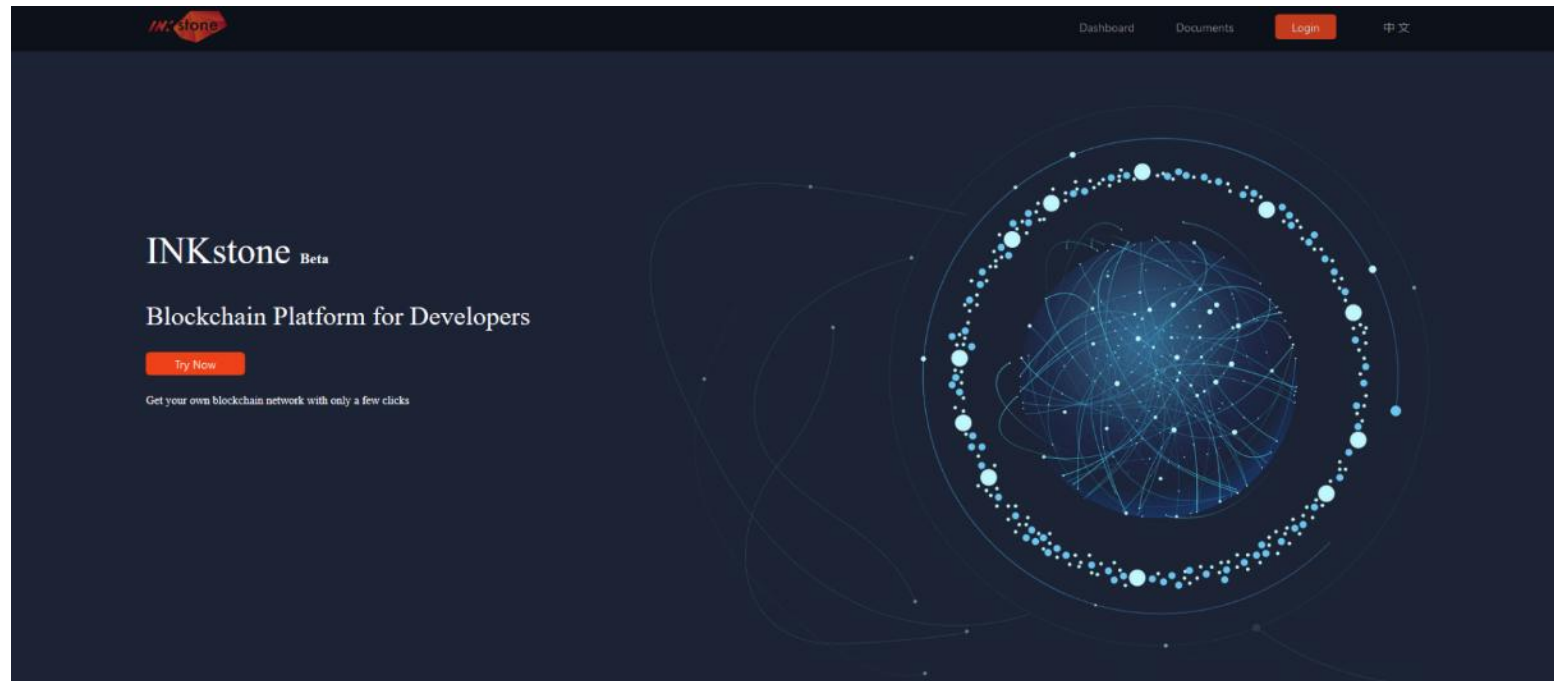 INKstone
Dashboard Documents Login 中文
INKstone Beta
Blockchain Platform for Developers
Try Now
Get your own blockchain network with only a few clicks